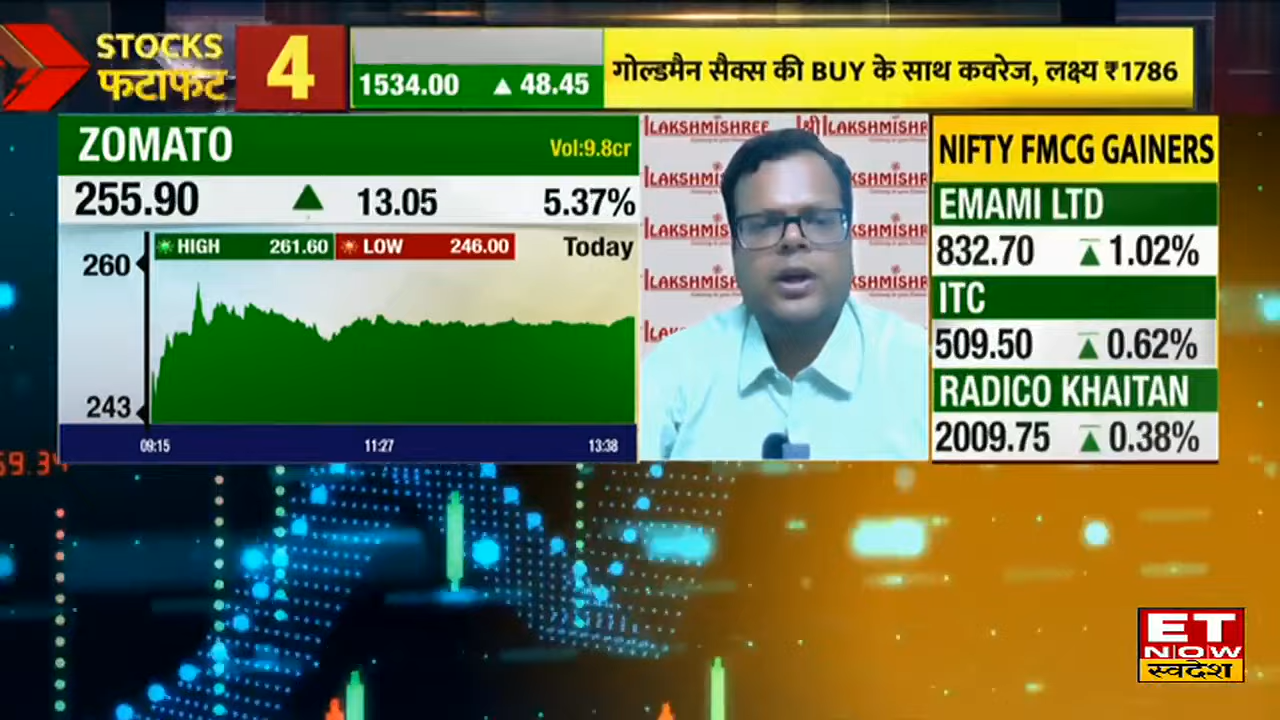 STOCKS
फटाफट
4
1534.00 ▲ 48.45
गोल्डमैन सैक्स की BUY के साथ कवरेज, लक्ष्य ₹1786
ZOMATO
Vol:9.8cr
255.90 ▲ 13.05 5.37%
HIGH 261.60 LOW 246.00 Today
260
243
09:15 11:27 13:38
LAKSHMISHREE श्री LAKSHMISHR
NIFTY FMCG GAINERS
EMAMI LTD
832.70 ▲ 1.02%
ITC
509.50 ▲ 0.62%
RADICO KHAITAN
2009.75 ▲ 0.38%
ET
NOW
स्वदेश